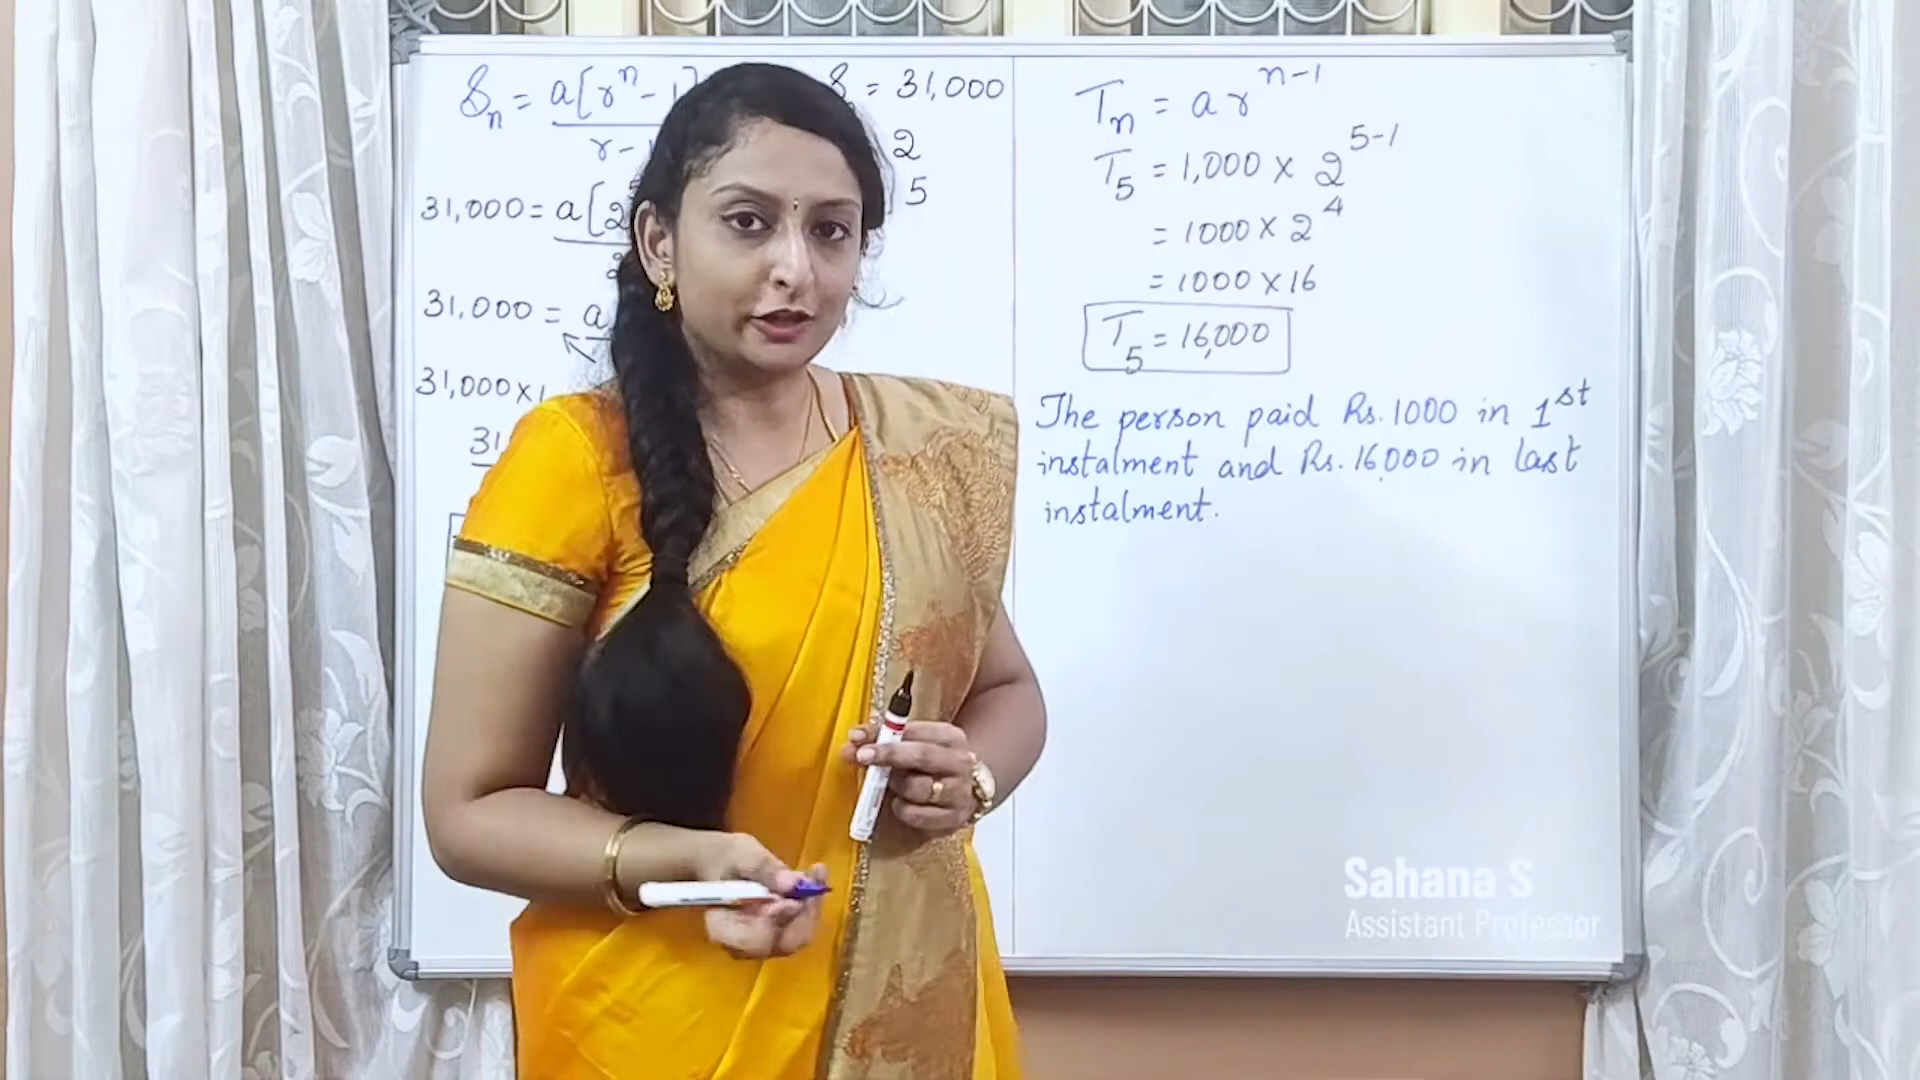 Sn = a[r^n - 1]
r - 1
31,000 = a[2
31,000 = a
31,000 x 1
31
= 31,000
2
5
Tn = a r^n-1
T5 = 1,000 x 2^5-1
= 1000 x 2^4
= 1000 x 16
T5 = 16,000
The person paid Rs. 1000 in 1st
instalment and Rs. 16,000 in last
instalment.
Sahana S
Assistant Professor